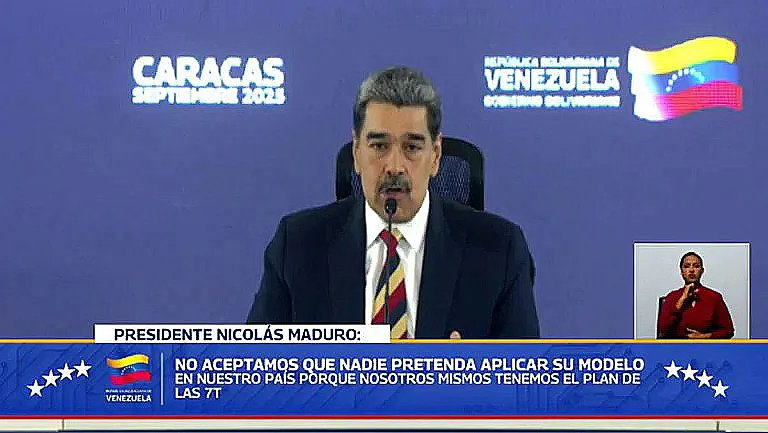 CARACAS
SEPTIEMBRE 2025
REPÚBLICA BOLIVARIANA DE
VENEZUELA
GOBIERNO BOLIVARIANO
PRESIDENTE NICOLÁS MADURO:
NO ACEPTAMOS QUE NADIE PRETENDA APLICAR SU MODELO
EN NUESTRO PAÍS PORQUE NOSOTROS MISMOS TENEMOS EL PLAN DE
LAS 7T
VENEZUELA